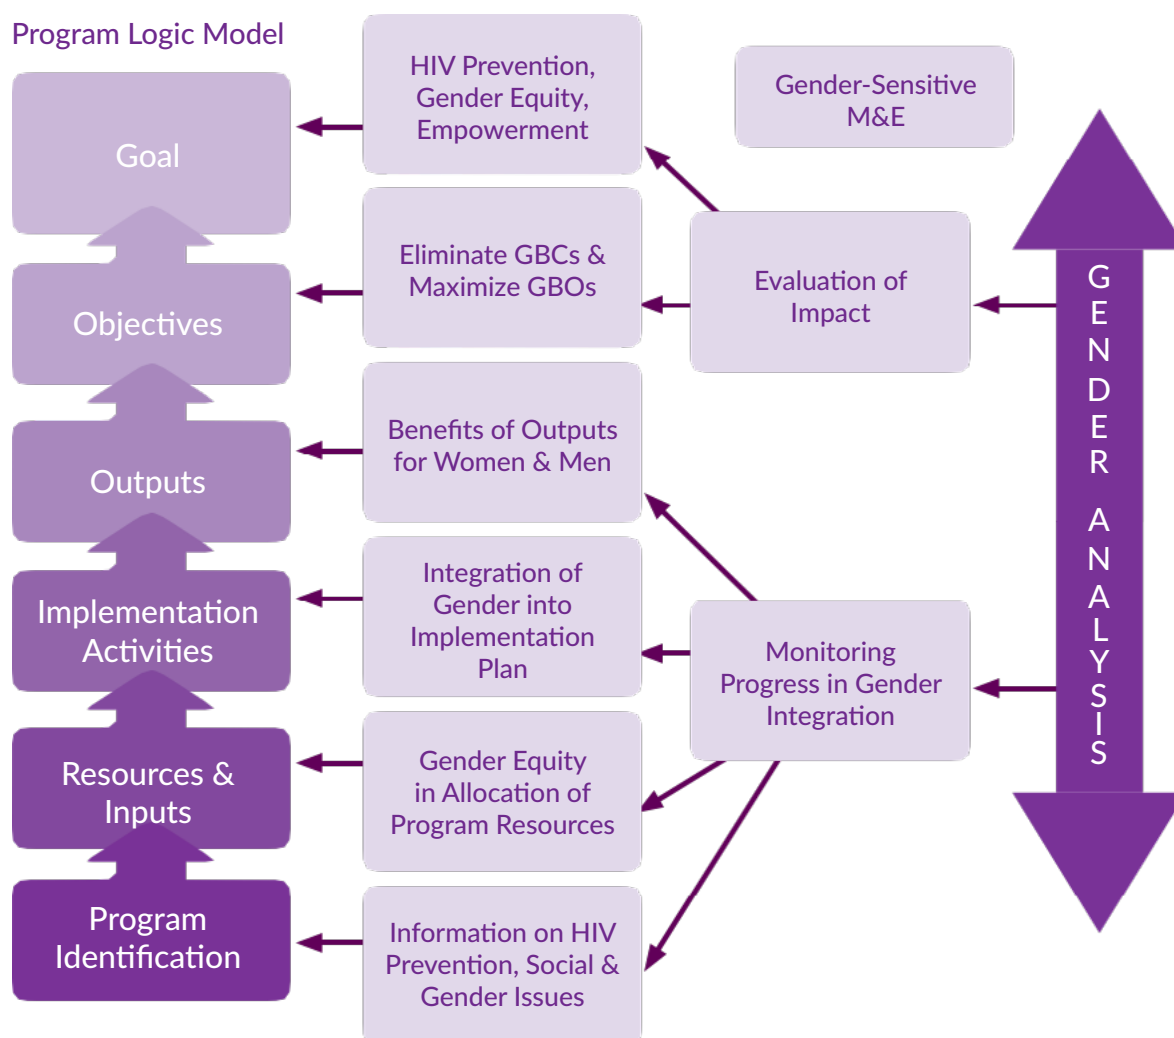 Program Logic Model
Goal
Objectives
Outputs
Implementation
Activities
Resources &
Inputs
Program
Identification
HIV Prevention,
Gender Equity,
Empowerment
Eliminate GBCs &
Maximize GBOs
Benefits of Outputs
for Women & Men
Integration of
Gender into
Implementation
Plan
Gender Equity
in Allocation of
Program Resources
Information on HIV
Prevention, Social &
Gender Issues
Gender-Sensitive
M&E
Evaluation of
Impact
Monitoring
Progress in Gender
Integration
GENDER ANALYSIS